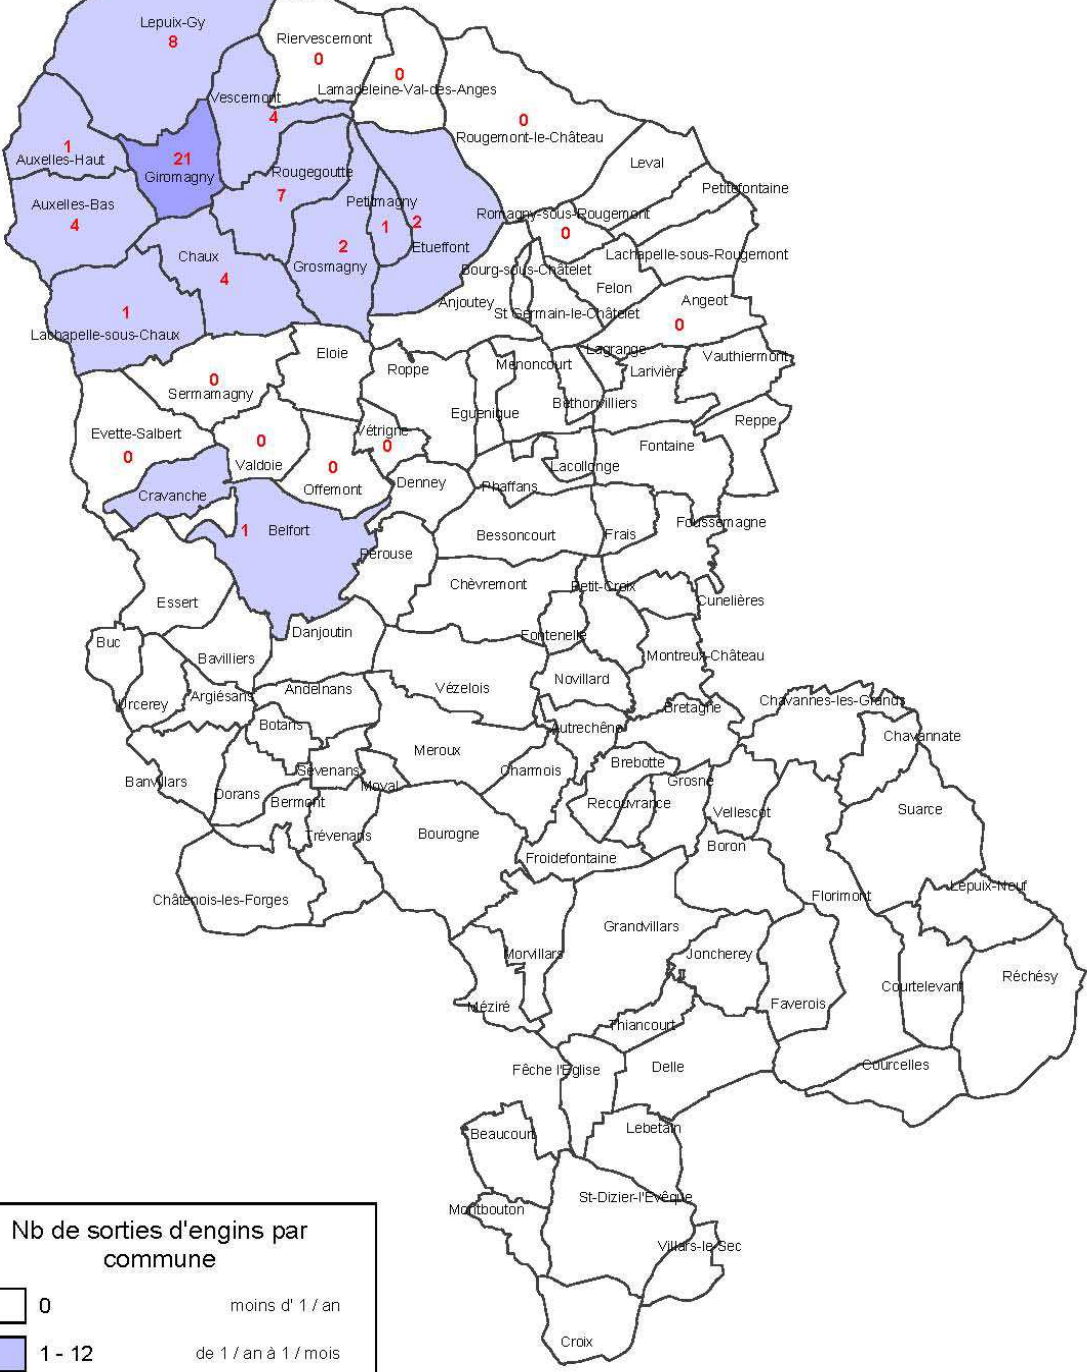 Lepuix-Gy
8
Riervescemont
0
0
Lamadeleine-Val-des-Anges
Vescemont
4
0
Rougemont-le-Château
1
Auxelles-Haut
21
Giromagny
Leval
Rougegoutte
7
Petitefontaine
Auxelles-Bas
4
Petitmagny
1
2
Etueffont
Romagny-sous-Rougemont
0
2
Grosmagny
Chaux
4
Lachapelle-sous-Rougemont
Bourg-sous-Châtelet
Felon
Anjoutey
St Germain-le-Châtelet
Angeot
0
1
Lachapelle-sous-Chaux
Eloie
Roppe
Menoncourt
Lagrange
Larivière
Vauthiermont
0
Sermamagny
Eguenigue
Bethonvilliers
Reppe
Evette-Salbert
0
0
Valdoie
Vétrigne
0
Fontaine
0
Offemont
Lacollonge
Denney
Phaffans
Cravanche
1
Belfort
Bessoncourt
Frais
Foussemagne
Pérouse
Chèvremont
Petit-Croix
Cunelières
Essert
Danjoutin
Fontenelle
Buc
Bavilliers
Montreux-Château
Novillard
Vézelois
Andelnans
Argiésans
Urcerey
Bretagne
Chavannes-les-Grands
Botans
Autrechêne
Chavannate
Meroux
Sévenans
Charmois
Brebotte
Banvillars
Moval
Grosne
Dorans
Bermont
Recouvrance
Vellescot
Suarce
Trévenans
Bourogne
Boron
Froidefontaine
Lepuix-Neuf
Châtenois-les-Forges
Florimont
Grandvillars
Morvillars
Joncherey
Réchésy
Courtelevant
Méziré
Faverois
Thiancourt
Fêche l'Eglise
Delle
Courcelles
Beaucourt
Lebetain
St-Dizier-l'Evêque
Montbouton
Villars-le-Sec
Croix
Nb de sorties d'engins par
commune
0 moins d' 1 / an
1 - 12 de 1 / an à 1 / mois